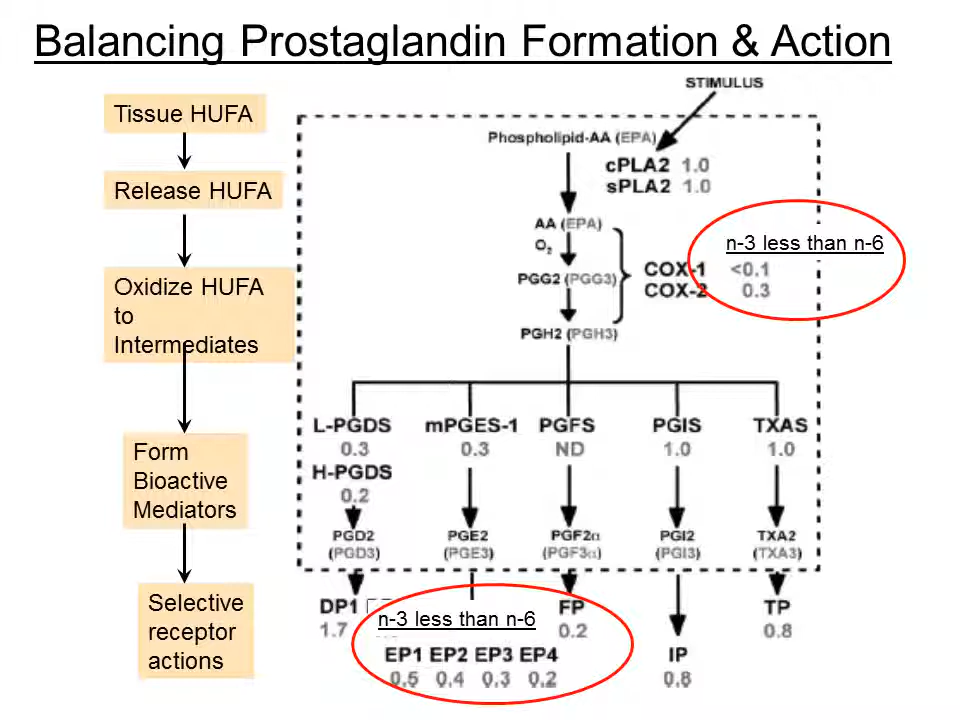 Balancing Prostaglandin Formation & Action
Tissue HUFA
Release HUFA
Oxidize HUFA
to
Intermediates
Form
Bioactive
Mediators
Selective
receptor
actions
STIMULUS
Phospholipid-AA (EPA)
cPLA2 1.0
sPLA2 1.0
AA (EPA)
O2
PGG2 (PGG3)
PGH2 (PGH3)
n-3 less than n-6
COX-1 <0.1
COX-2 0.3
L-PGDS mPGES-1 PGFS PGIS TXAS
0.3 0.3 ND 1.0 1.0
H-PGDS
0.2
PGD2 PGE2 PGF2α PGI2 TXA2
(PGD3) (PGE3) (PGF3α) (PGI3) (TXA3)
DP1 FP TP
1.7 0.2 0.8
n-3 less than n-6
EP1 EP2 EP3 EP4 IP
0.5 0.4 0.3 0.2 0.8